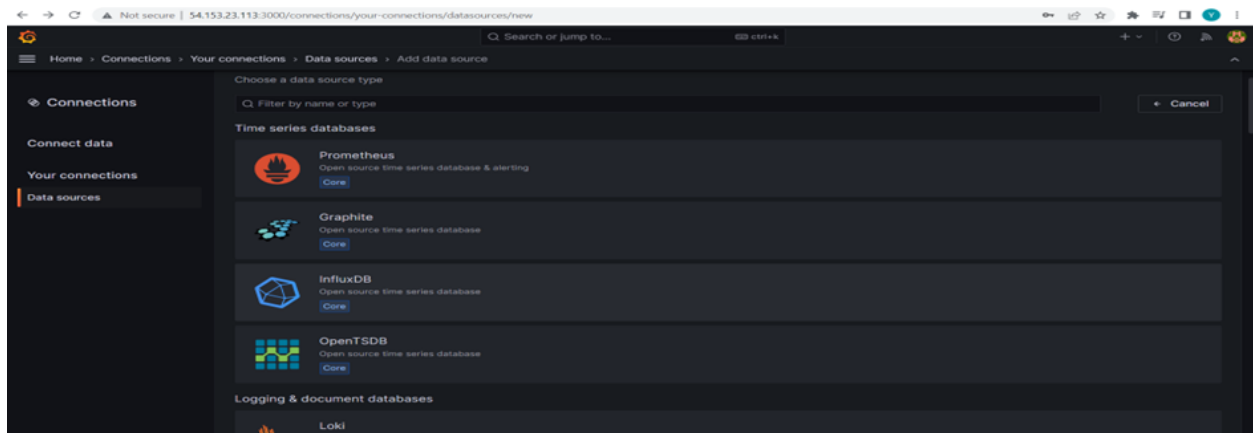 Not secure | 54.153.23.113:3000/connections/your-connections/datasources/new
Y
Search or jump to... ctrl+k
Home › Connections › Your connections › Data sources › Add data source
Choose a data source type
Connections
Filter by name or type
Cancel
Time series databases
Connect data
Prometheus
Open source time series database & alerting
Core
Your connections
Data sources
Graphite
Open source time series database
Core
InfluxDB
Open source time series database
Core
OpenTSDB
Open source time series database
Core
Logging & document databases
Loki